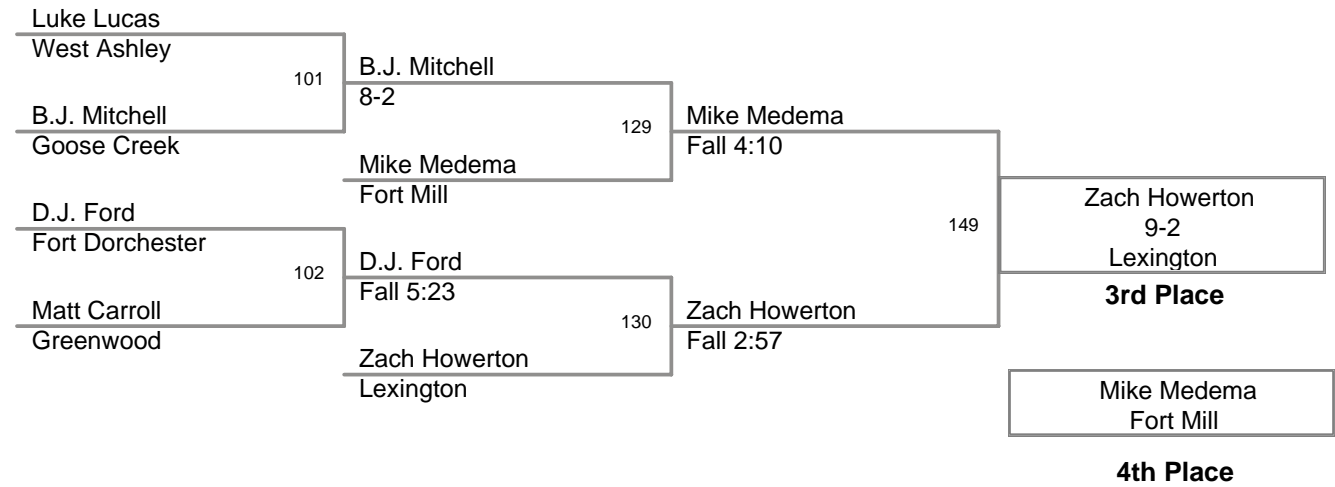 Luke Lucas
West Ashley
101
B.J. Mitchell
8-2
B.J. Mitchell
Goose Creek
129
Mike Medema
Fall 4:10
Mike Medema
Fort Mill
D.J. Ford
Fort Dorchester
102
D.J. Ford
Fall 5:23
Matt Carroll
Greenwood
130
Zach Howerton
Fall 2:57
Zach Howerton
Lexington
149
Zach Howerton
9-2
Lexington
3rd Place
Mike Medema
Fort Mill
4th Place